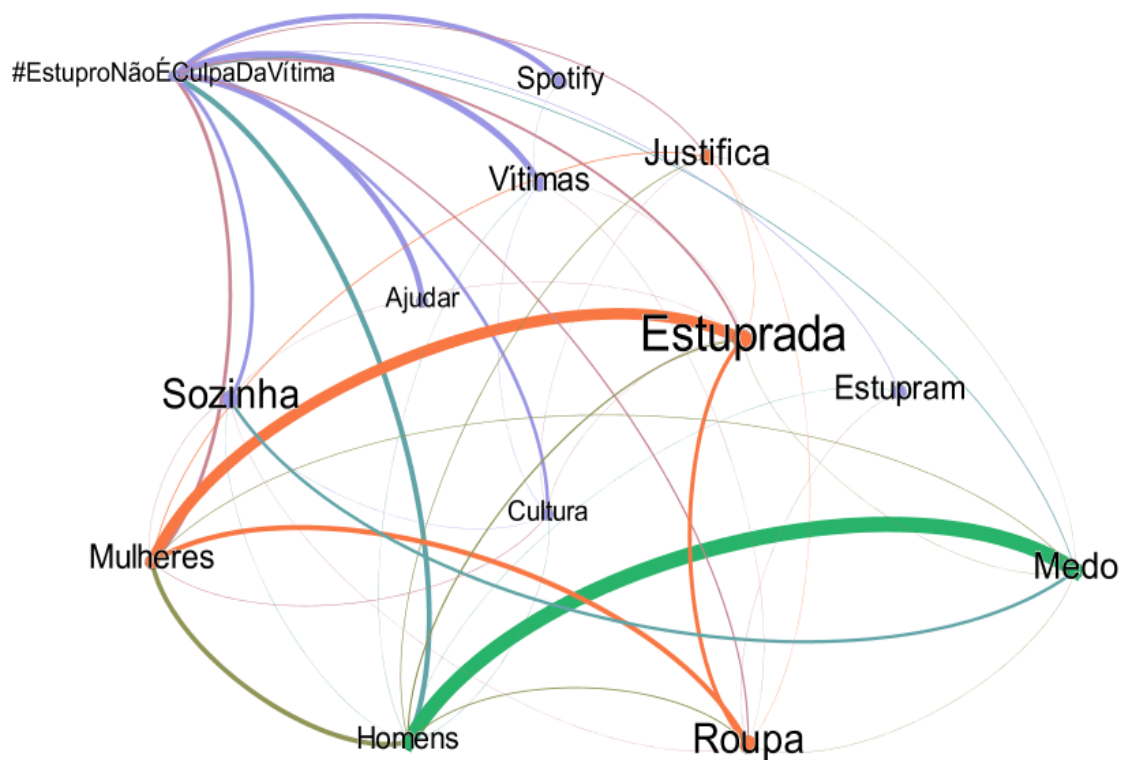 #EstuproNãoÉCulpaDaVítima
Spotify
Justifica
Vítimas
Ajudar
Estuprada
Estupram
Sozinha
Cultura
Mulheres
Medo
Homens
Roupa